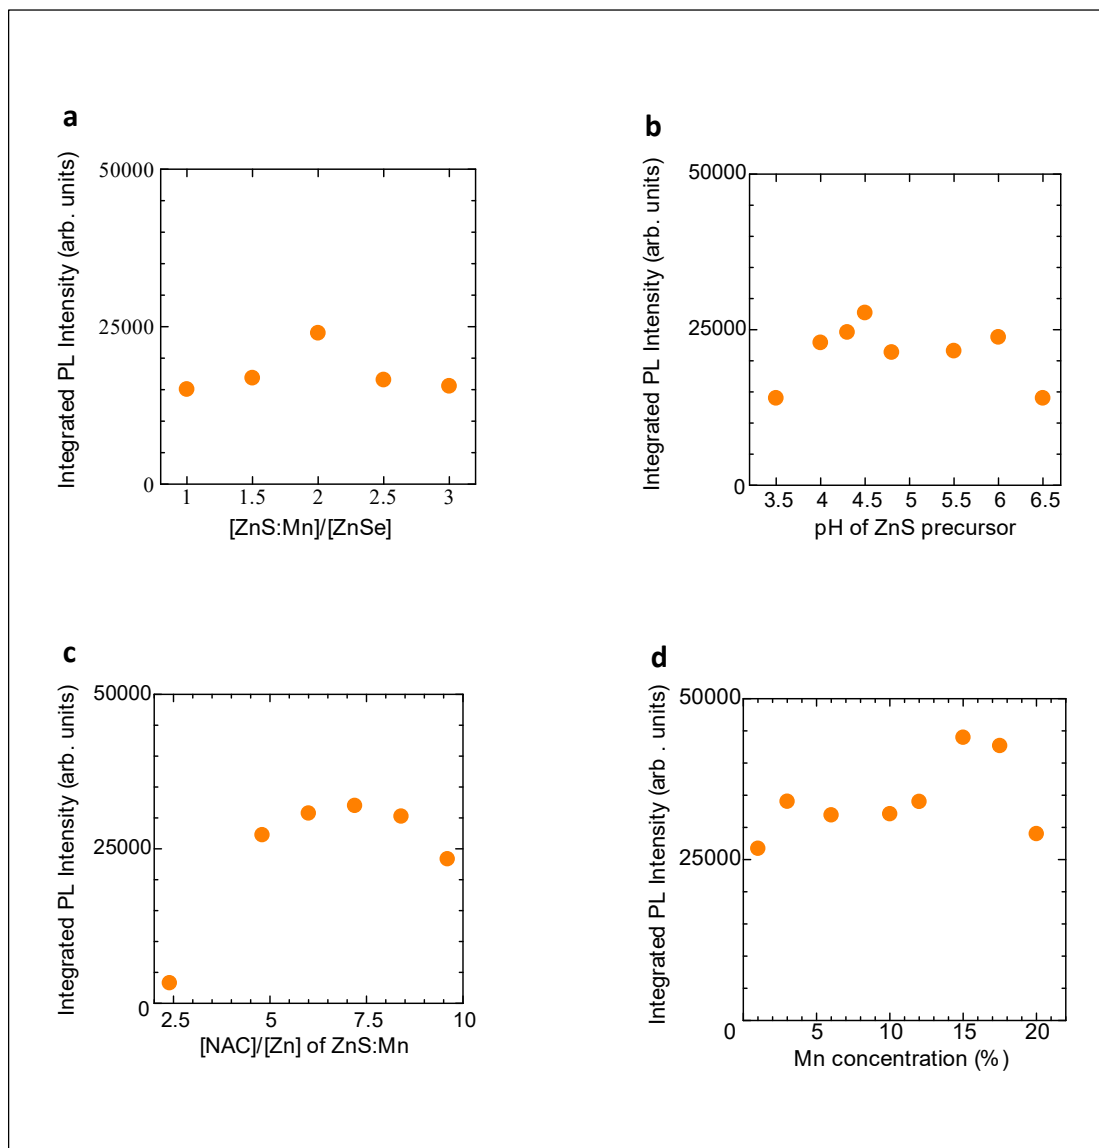 a
Integrated PL Intensity (arb. units)
50000
25000
0
1 1.5 2 2.5 3
[ZnS:Mn]/[ZnSe]
b
Integrated PL Intensity (arb. units)
50000
25000
0
3.5 4 4.5 5 5.5 6 6.5
pH of ZnS precursor
c
Integrated PL Intensity (arb. units)
50000
25000
0
2.5 5 7.5 10
[NAC]/[Zn] of ZnS:Mn
d
Integrated PL Intensity (arb . units)
50000
25000
0 5 10 15 20
Mn concentration (%)